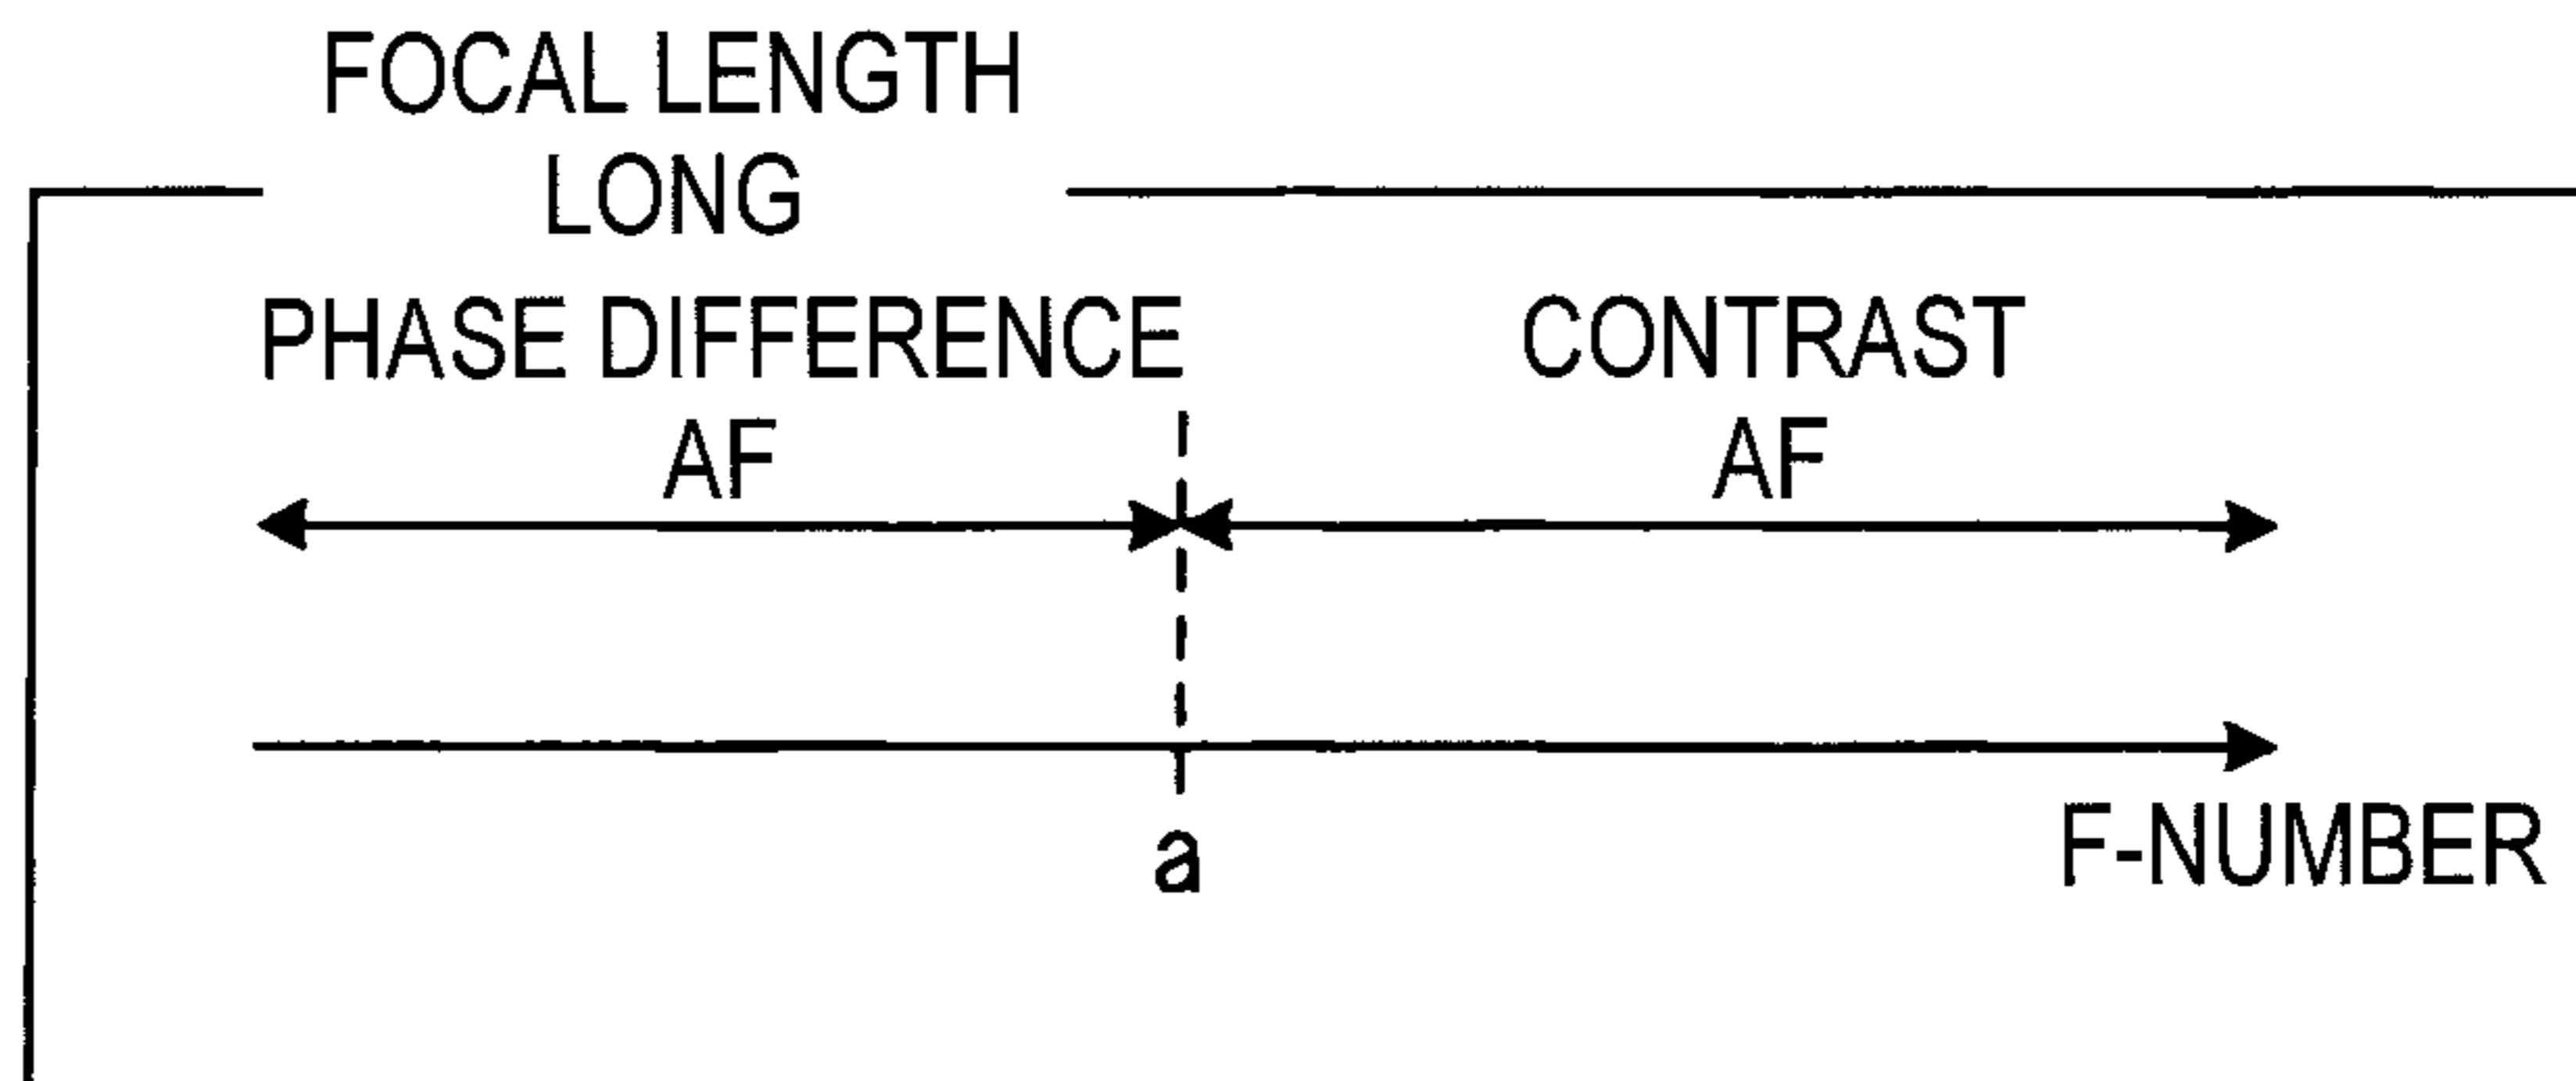 FOCAL LENGTH
LONG
PHASE DIFFERENCE
AF
CONTRAST
AF
a
F-NUMBER